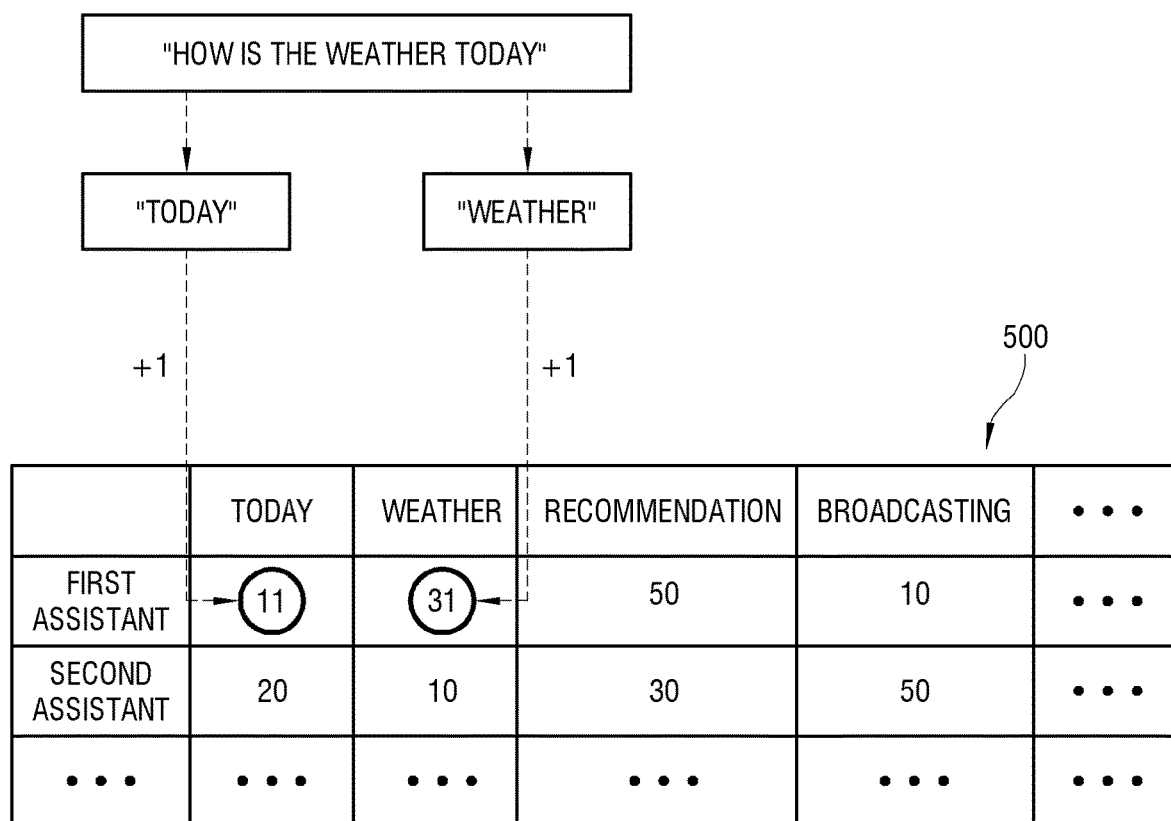 "HOW IS THE WEATHER TODAY"
"TODAY" "WEATHER"
+1 +1
500
TODAY WEATHER RECOMMENDATION BROADCASTING • • •
FIRST ASSISTANT 11 31 50 10 • • •
SECOND ASSISTANT 20 10 30 50 • • •
• • • • • • • • • • • • • • •